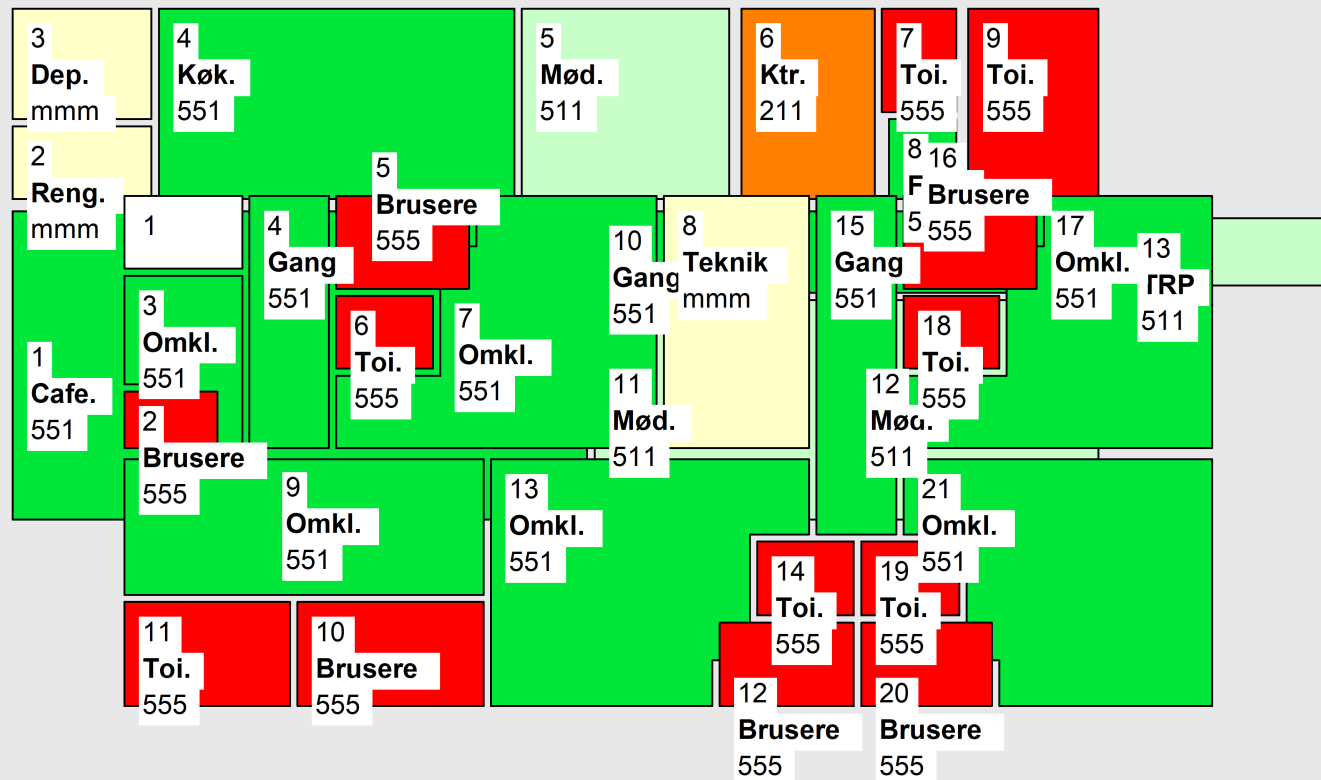 3
Dep.
mmm
4
Køk.
551
5
Mød.
511
6
Ktr.
211
7
Toi.
555
9
Toi.
555
2
Reng.
mmm
1
5
Brusere
555
8
F
5
16
Brusere
555
4
Gang
551
10
Gang
551
8
Teknik
mmm
15
Gang
551
17
Omkl.
551
13
TRP
511
3
Omkl.
551
6
Toi.
555
7
Omkl.
551
18
Toi.
555
1
Cafe.
551
2
Brusere
555
11
Mød.
511
12
Mød.
511
9
Omkl.
551
13
Omkl.
551
21
Omkl.
551
14
Toi.
555
19
Toi.
555
11
Toi.
555
10
Brusere
555
12
Brusere
555
20
Brusere
555